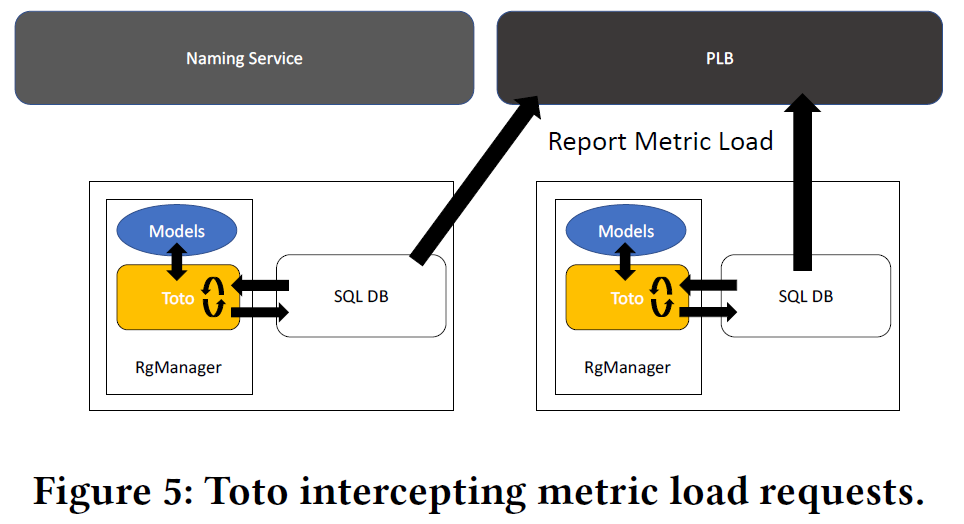 Naming Service
PLB
Report Metric Load
Models
Toto
SQL DB
RgManager
Models
Toto
SQL DB
RgManager
Figure 5: Toto intercepting metric load requests.